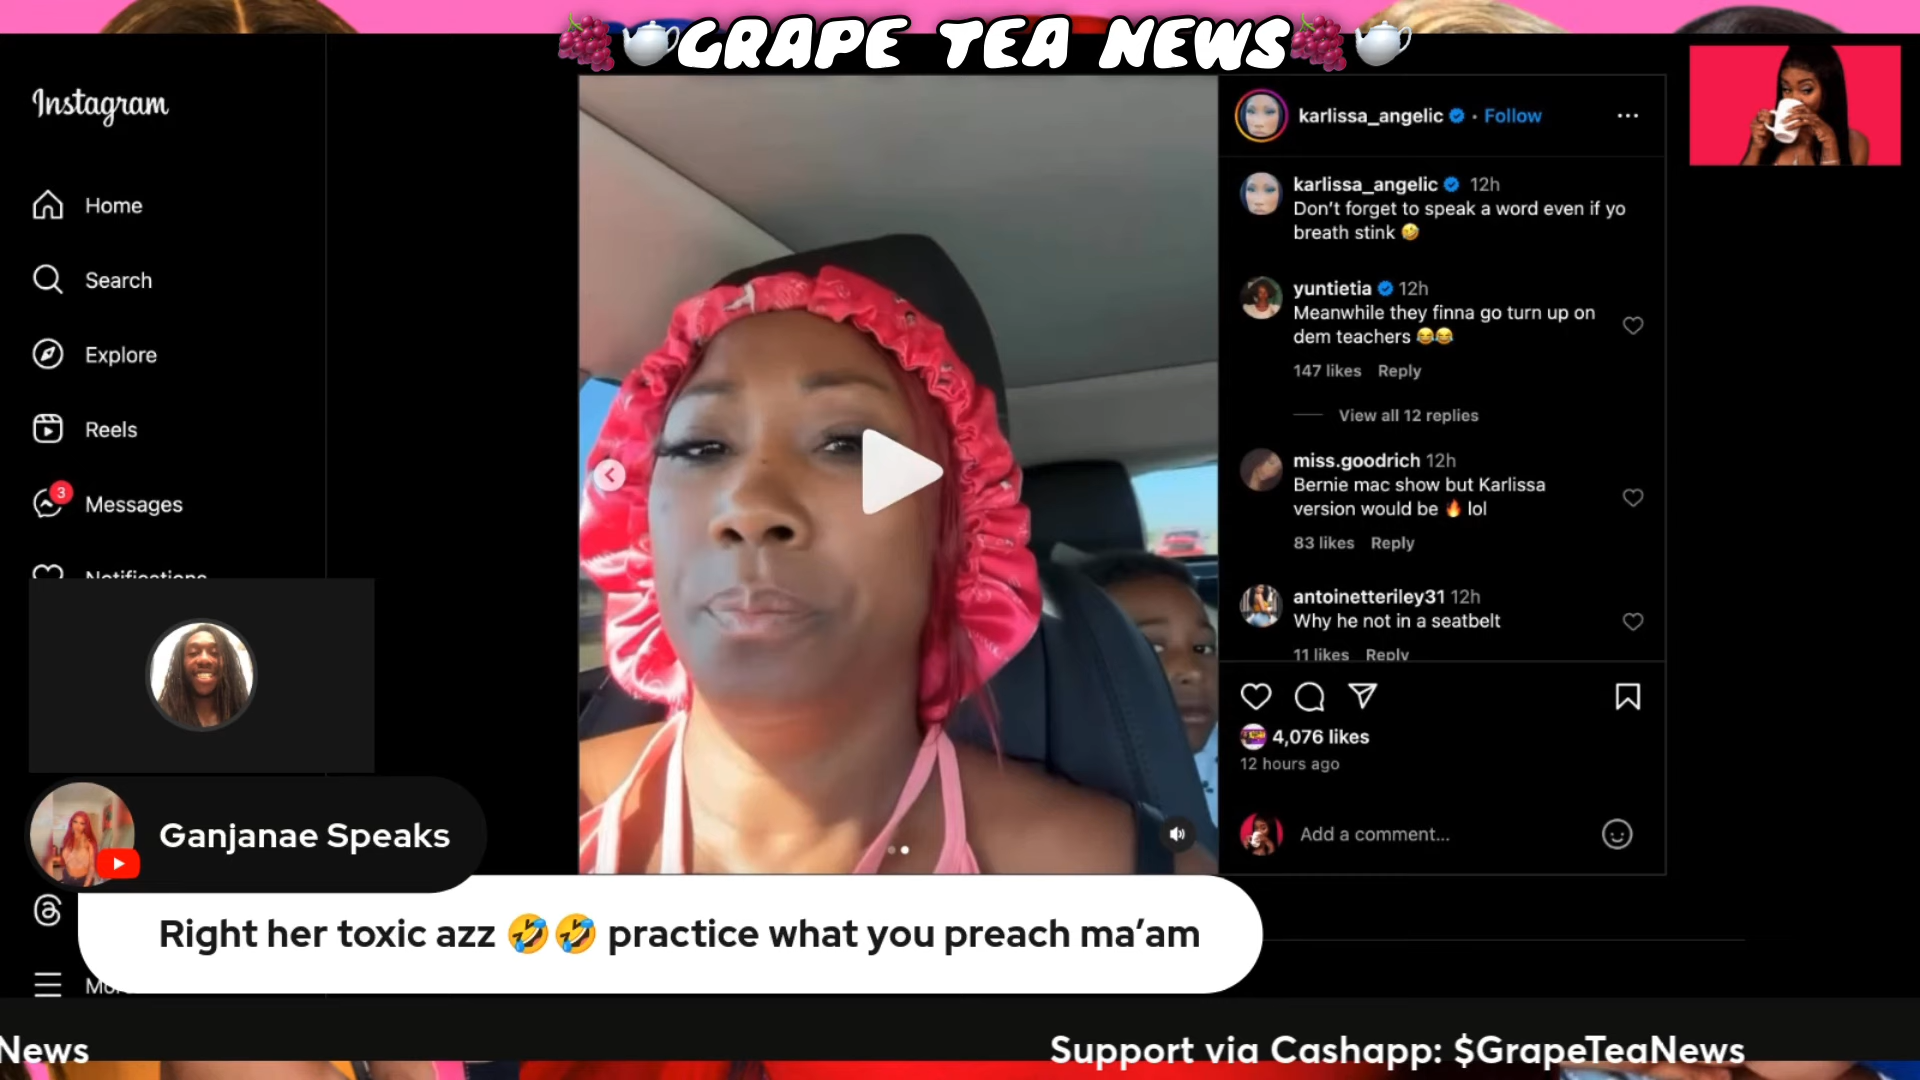 GRAPE TEA NEWS
Instagram
Home
Search
Explore
Reels
3
Messages
Notifications
karlissa_angelic • Follow
karlissa_angelic 12h
Don't forget to speak a word even if yo
breath stink 🤣
yuntietia 12h
Meanwhile they finna go turn up on
dem teachers 😂😂
147 likes Reply
View all 12 replies
miss.goodrich 12h
Bernie mac show but Karlissa
version would be 🔥 lol
83 likes Reply
antoinetteriley31 12h
Why he not in a seatbelt
11 likes Reply
4,076 likes
12 hours ago
Add a comment...
Ganjanae Speaks
Right her toxic azz 🤣🤣 practice what you preach ma'am
More
News
Support via Cashapp: $GrapeTeaNews